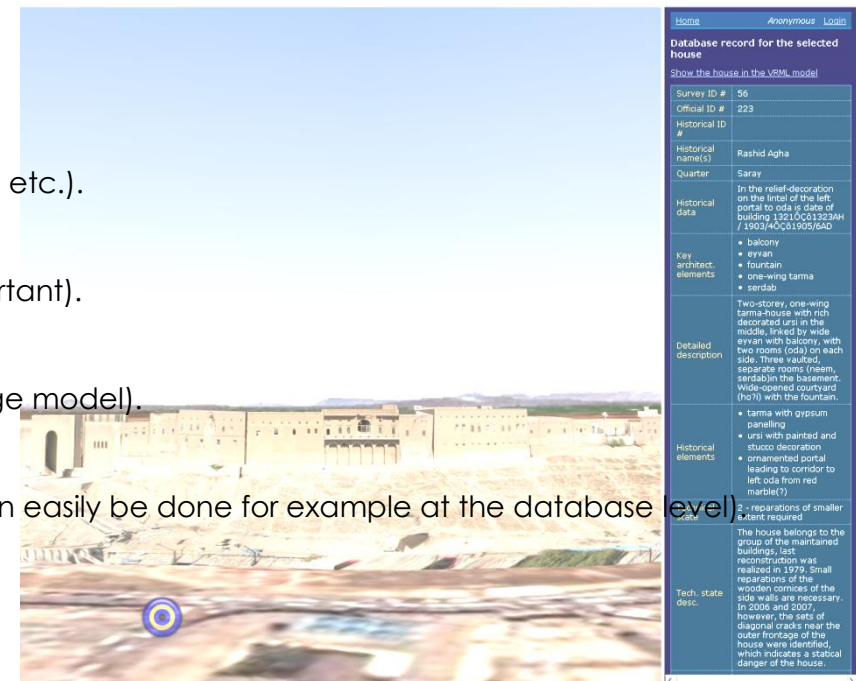 etc.).
rtant).
ge model).
n easily be done for example at the database level).
Home Anonymous Login
Database record for the selected
house
Show the house in the VRML model
Survey ID # 56
Official ID # 223
Historical ID
#
Historical
name(s) Rashid Agha
Quarter Saray
Historical
data
In the relief-decoration
on the lintel of the left
portal to oda is date of
building 1321ÔÇô1323AH
/ 1903/4ÔÇô1905/6AD
Key
architect.
elements
• balcony
• eyvan
• fountain
• one-wing tarma
• serdab
Detailed
description
Two-storey, one-wing
tarma-house with rich
decorated ursi in the
middle, linked by wide
eyvan with balcony, with
two rooms (oda) on each
side. Three vaulted,
separate rooms (neem,
serdab)in the basement.
Wide-opened courtyard
(ho?i) with the fountain.
Historical
elements
• tarma with gypsum
panelling
• ursi with painted and
stucco decoration
• ornamented portal
leading to corridor to
left oda from red
marble(?)
state
2 - reparations of smaller
extent required
Tech. state
desc.
The house belongs to the
group of the maintained
buildings, last
reconstruction was
realized in 1979. Small
reparations of the
wooden cornices of the
side walls are necessary.
In 2006 and 2007,
however, the sets of
diagonal cracks near the
outer frontage of the
house were identified,
which indicates a statical
danger of the house.